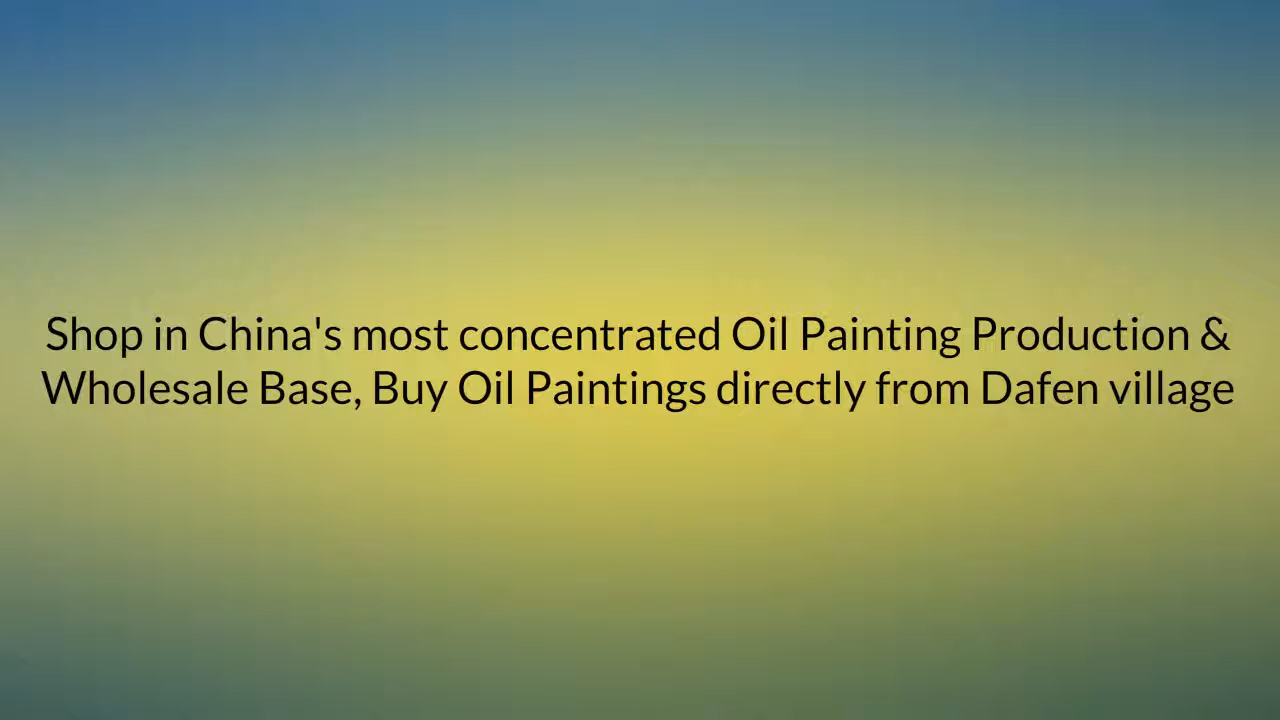 Shop in China's most concentrated Oil Painting Production &
Wholesale Base, Buy Oil Paintings directly from Dafen village